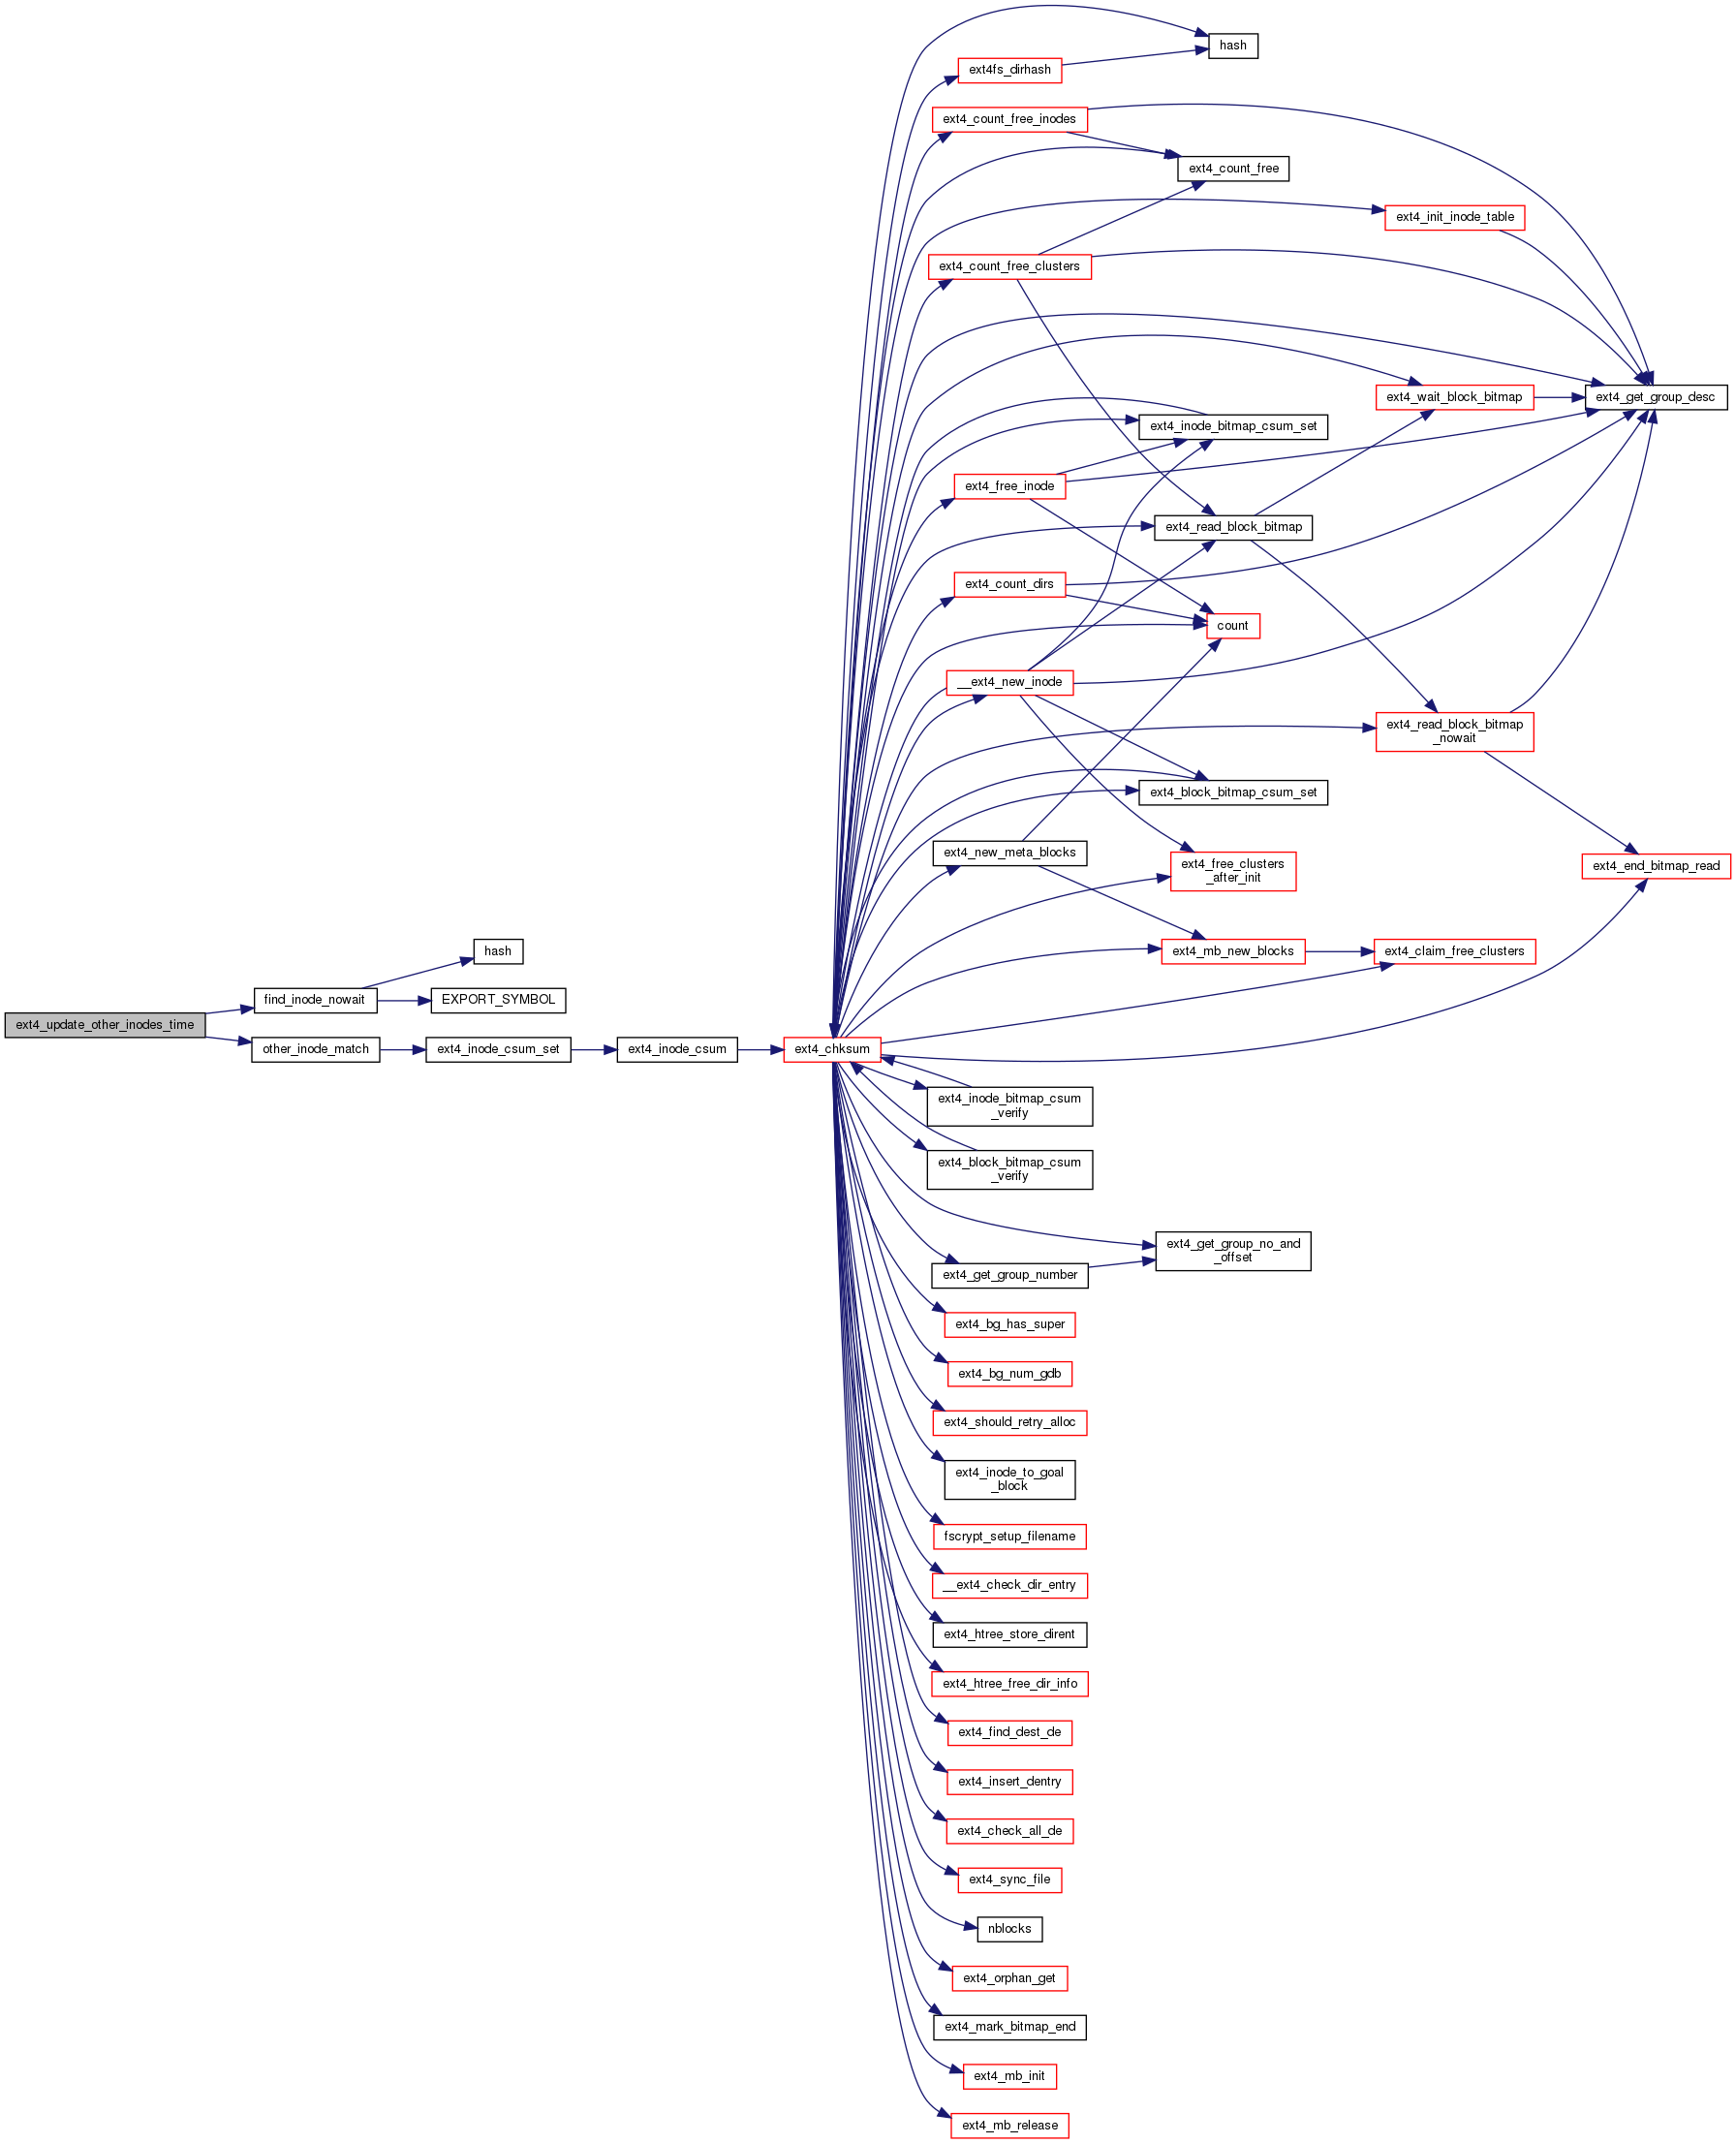 hash
ext4fs_dirhash
ext4_count_free_inodes
ext4_count_free
ext4_init_inode_table
ext4_count_free_clusters
ext4_wait_block_bitmap
ext4_get_group_desc
ext4_inode_bitmap_csum_set
ext4_free_inode
ext4_read_block_bitmap
ext4_count_dirs
count
__ext4_new_inode
ext4_read_block_bitmap
_nowait
ext4_block_bitmap_csum_set
ext4_new_meta_blocks
ext4_free_clusters
_after_init
ext4_end_bitmap_read
hash
ext4_mb_new_blocks
ext4_claim_free_clusters
find_inode_nowait
EXPORT_SYMBOL
ext4_update_other_inodes_time
other_inode_match
ext4_inode_csum_set
ext4_inode_csum
ext4_chksum
ext4_inode_bitmap_csum
_verify
ext4_block_bitmap_csum
_verify
ext4_get_group_no_and
_offset
ext4_get_group_number
ext4_bg_has_super
ext4_bg_num_gdb
ext4_should_retry_alloc
ext4_inode_to_goal
_block
fscrypt_setup_filename
__ext4_check_dir_entry
ext4_htree_store_dirent
ext4_htree_free_dir_info
ext4_find_dest_de
ext4_insert_dentry
ext4_check_all_de
ext4_sync_file
nblocks
ext4_orphan_get
ext4_mark_bitmap_end
ext4_mb_init
ext4_mb_release